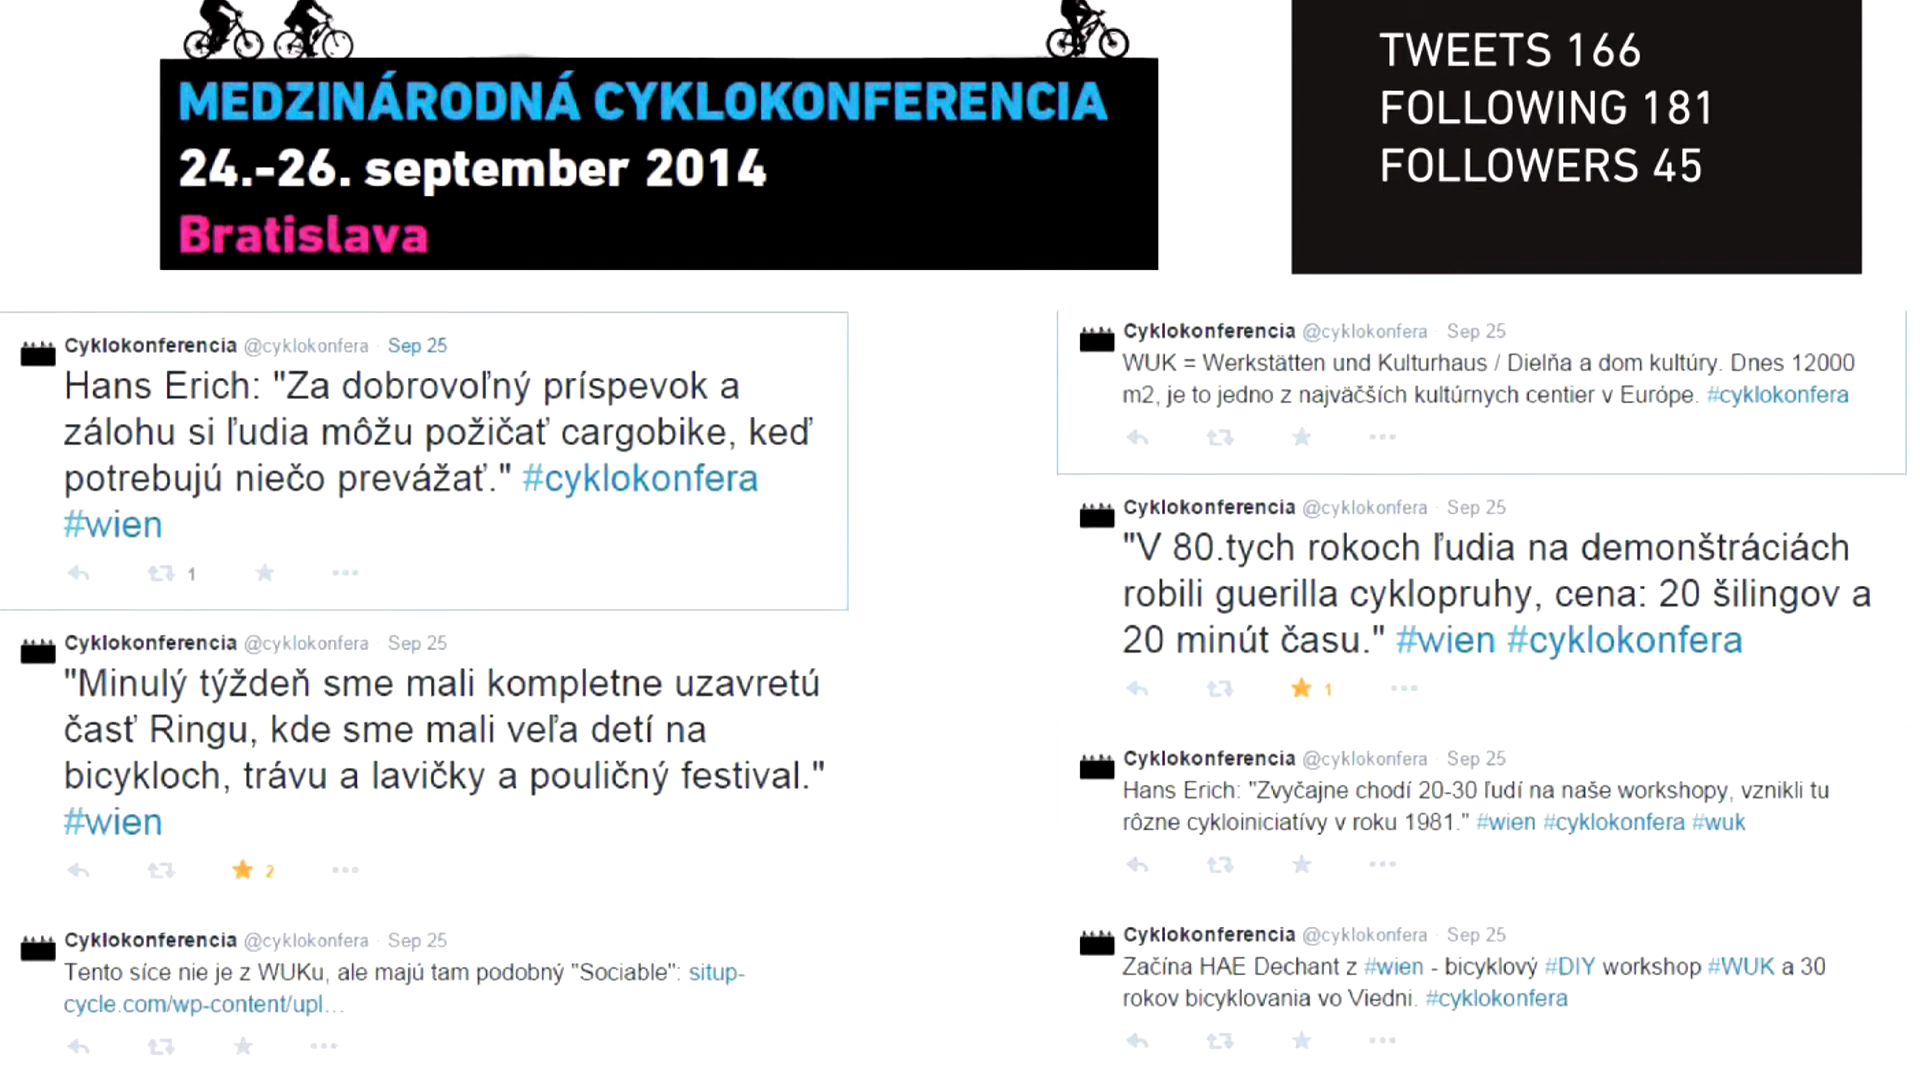 MEDZINÁRODNÁ CYKLOKONFERENCIA
24.-26. september 2014
Bratislava
TWEETS 166
FOLLOWING 181
FOLLOWERS 45
Cyklokonferencia @cyklokonfera · Sep 25
Hans Erich: "Za dobrovoľný príspevok a
zálohu si ľudia môžu požičať cargobike, keď
potrebujú niečo prevážať." #cyklokonfera
#wien
1
Cyklokonferencia @cyklokonfera · Sep 25
"Minulý týždeň sme mali kompletne uzavretú
časť Ringu, kde sme mali veľa detí na
bicykloch, trávu a lavičky a pouličný festival."
#wien
2
Cyklokonferencia @cyklokonfera · Sep 25
Tento síce nie je z WUKu, ale majú tam podobný "Sociable": situp-
cycle.com/wp-content/upl...
Cyklokonferencia @cyklokonfera · Sep 25
WUK = Werkstätten und Kulturhaus / Dielňa a dom kultúry. Dnes 12000
m2, je to jedno z najväčších kultúrnych centier v Európe. #cyklokonfera
Cyklokonferencia @cyklokonfera · Sep 25
"V 80.tych rokoch ľudia na demonštráciách
robili guerilla cyklopruhy, cena: 20 šilingov a
20 minút času." #wien #cyklokonfera
1
Cyklokonferencia @cyklokonfera · Sep 25
Hans Erich: "Zvyčajne chodí 20-30 ľudí na naše workshopy, vznikli tu
rôzne cykloiniciatívy v roku 1981." #wien #cyklokonfera #wuk
Cyklokonferencia @cyklokonfera · Sep 25
Začína HAE Dechant z #wien - bicyklový #DIY workshop #WUK a 30
rokov bicyklovania vo Viedni. #cyklokonfera